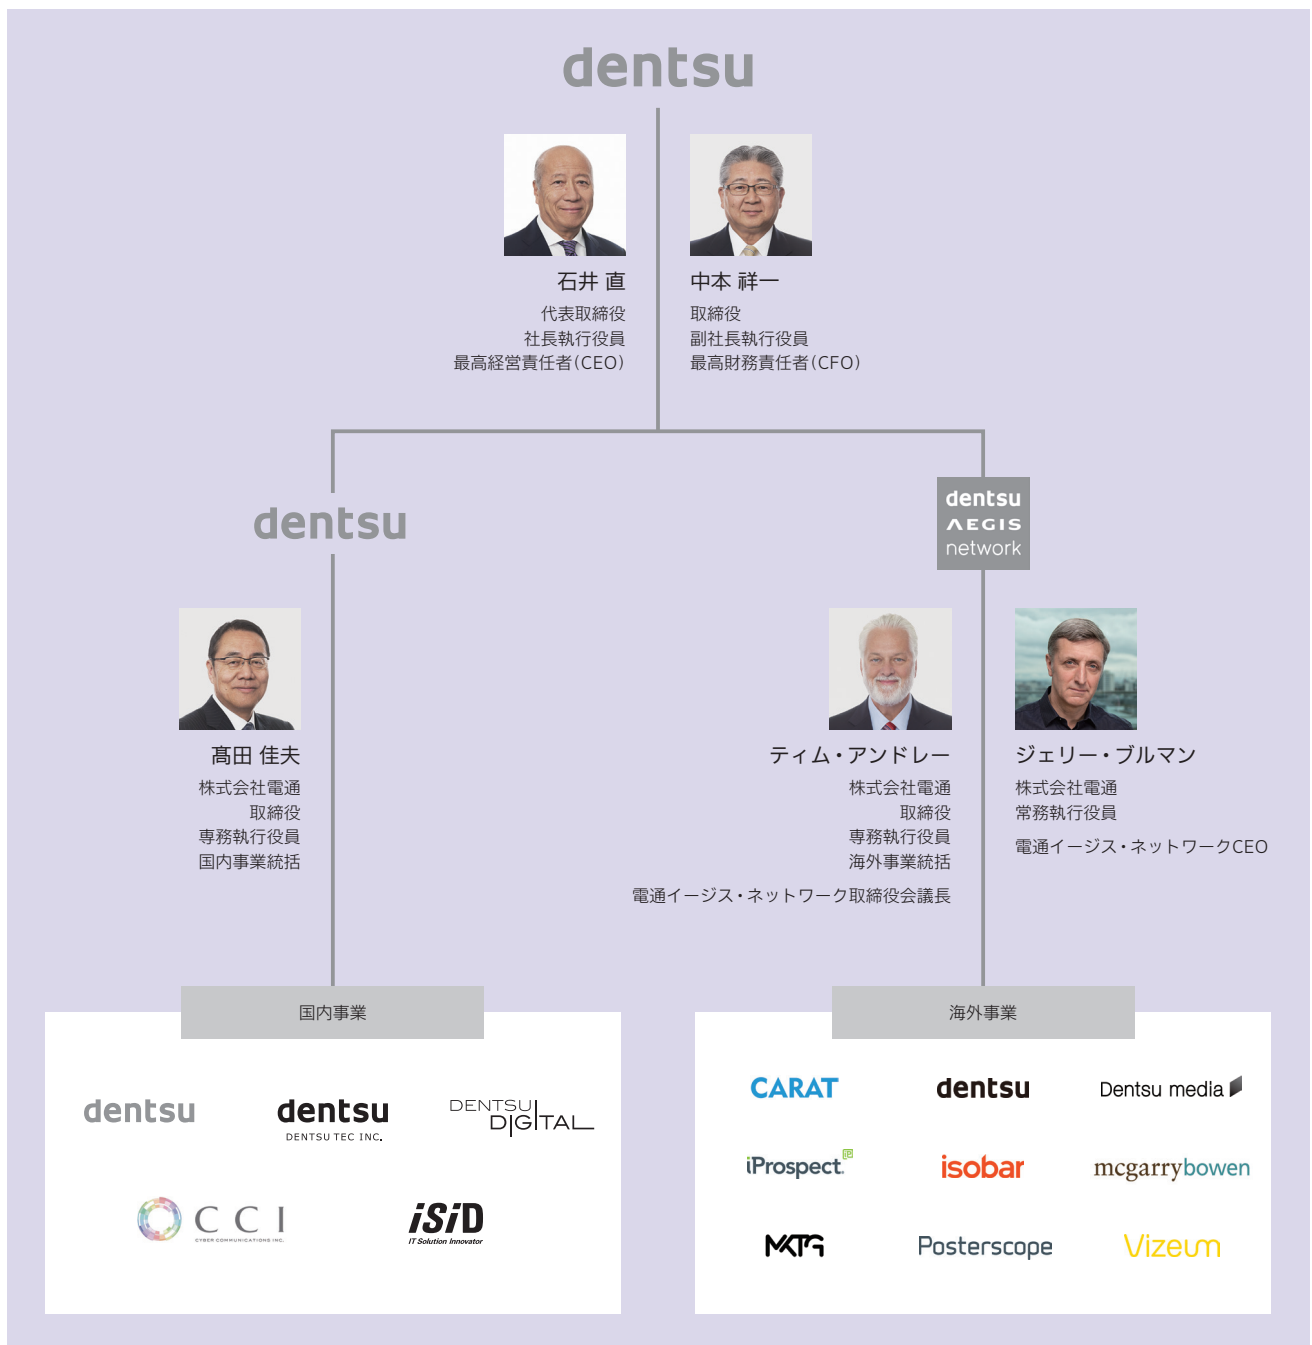 dentsu
石井 直
代表取締役
社長執行役員
最高経営責任者(CEO)
中本 祥一
取締役
副社長執行役員
最高財務責任者(CFO)
dentsu
髙田 佳夫
株式会社電通
取締役
専務執行役員
国内事業統括
dentsu
AEGIS
network
ティム・アンドレー
株式会社電通
取締役
専務執行役員
海外事業統括
電通イージス・ネットワーク取締役会議長
ジェリー・ブルマン
株式会社電通
常務執行役員
電通イージス・ネットワークCEO
国内事業
dentsu
dentsu
DENTSU TEC INC.
DENTSU
DIGITAL
CCI
CYBER COMMUNICATIONS INC.
iSiD
IT Solution Innovator
海外事業
CARAT
dentsu
Dentsu media
iProspect
isobar
mcgarrybowen
MKTG
Posterscope
Vizeum